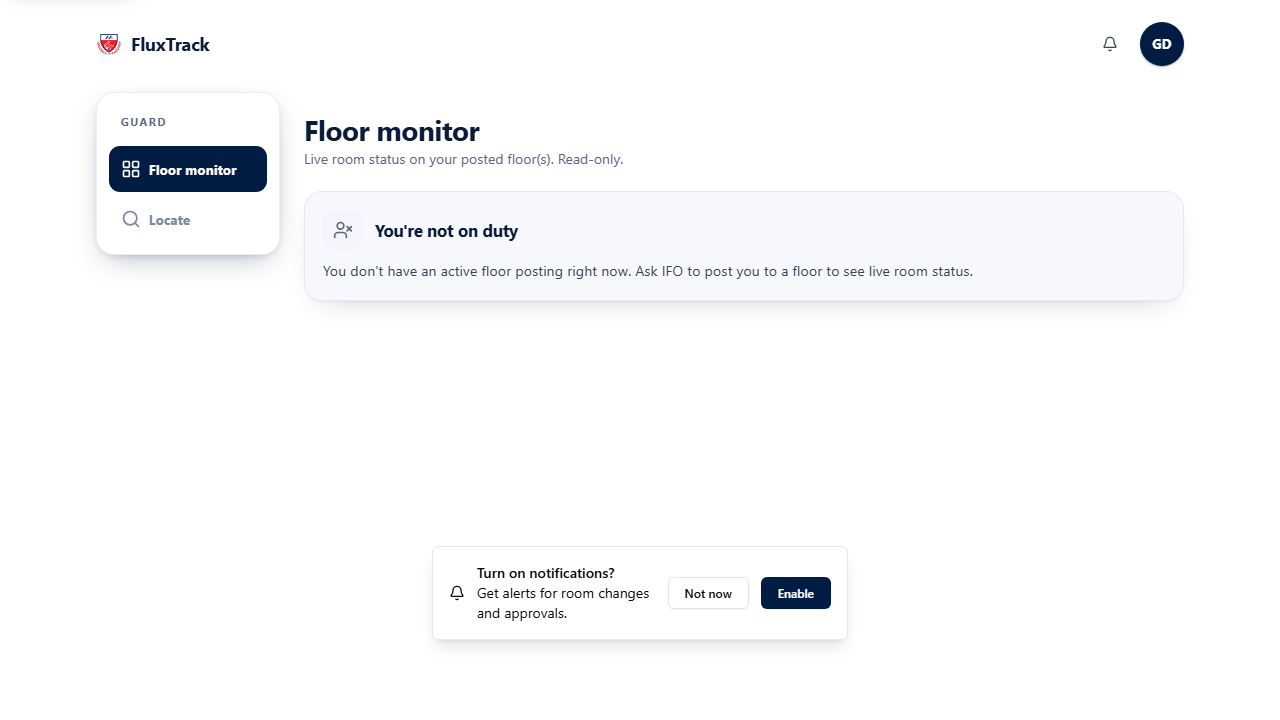 FluxTrack
GD
GUARD
Floor monitor
Locate
Floor monitor
Live room status on your posted floor(s). Read-only.
You're not on duty
You don't have an active floor posting right now. Ask IFO to post you to a floor to see live room status.
Turn on notifications?
Get alerts for room changes
and approvals.
Not now
Enable